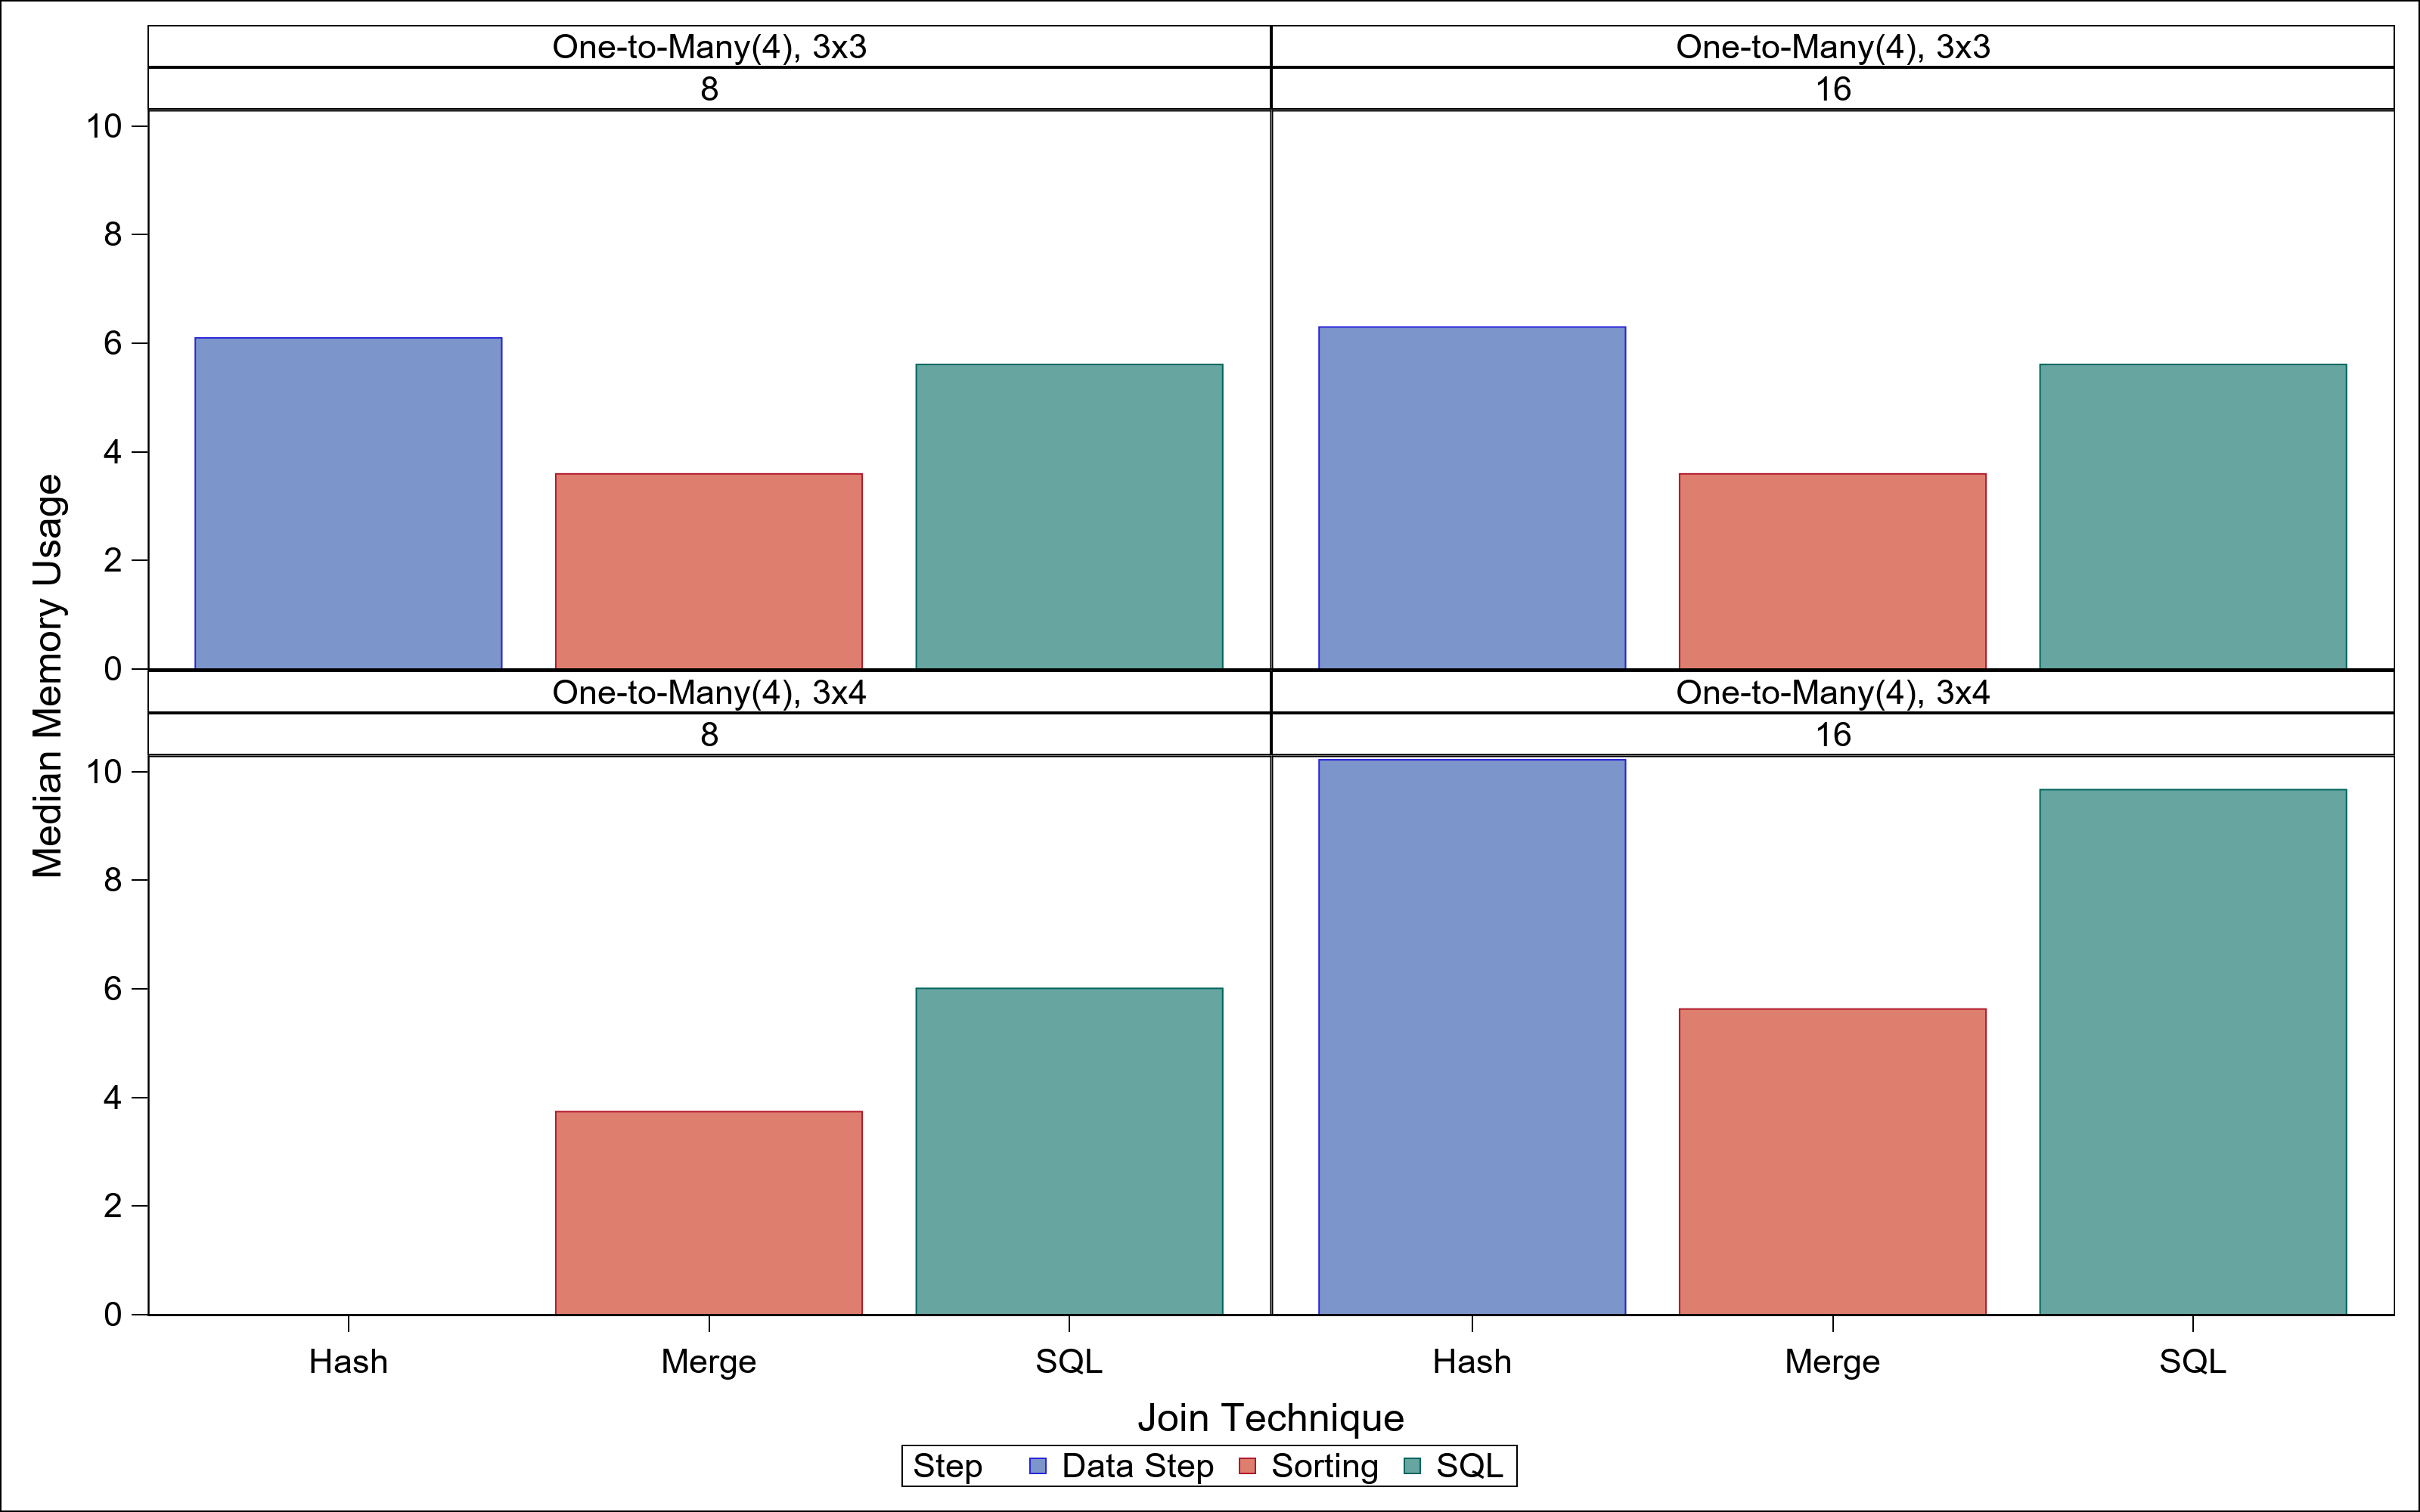 One-to-Many(4), 3x3
One-to-Many(4), 3x3
8
16
10
8
6
4
2
0
Median Memory Usage
One-to-Many(4), 3x4
One-to-Many(4), 3x4
8
16
10
8
6
4
2
0
Hash Merge SQL Hash Merge SQL
Join Technique
Step Data Step Sorting SQL